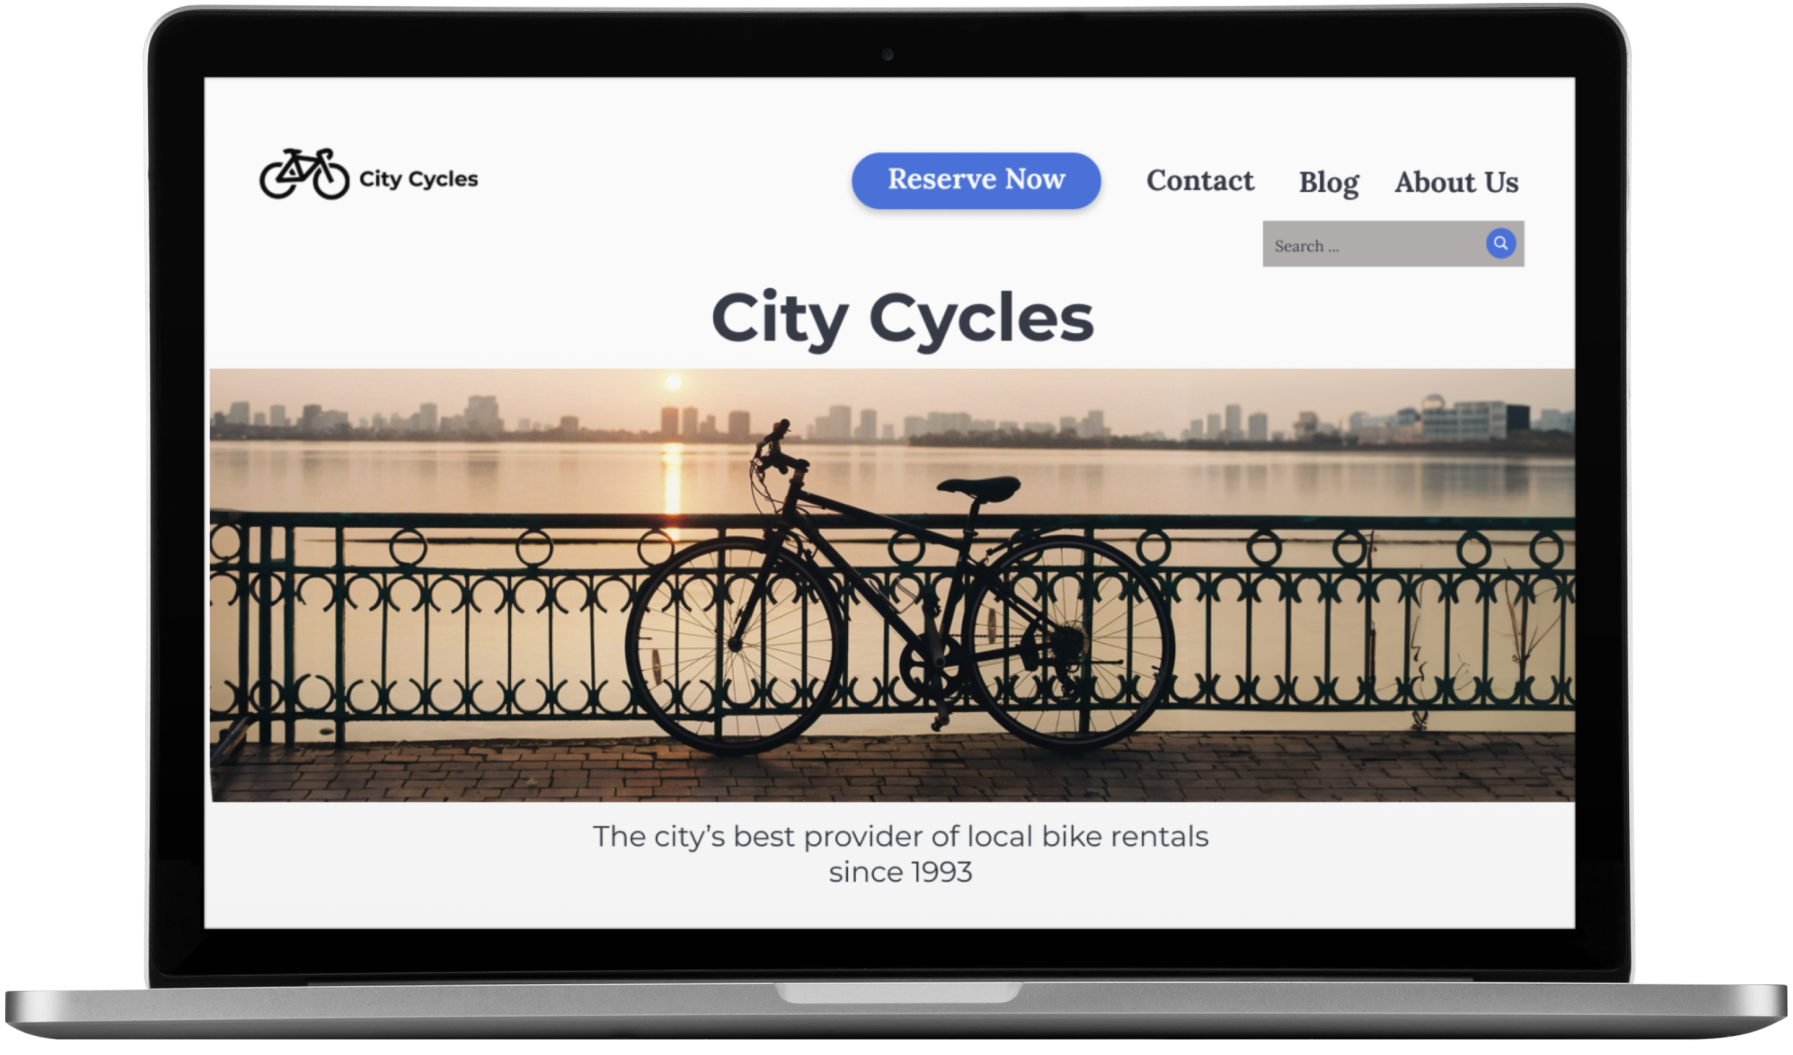 City Cycles
Reserve Now
Contact
Blog
About Us
Search ...
City Cycles
The city's best provider of local bike rentals
since 1993